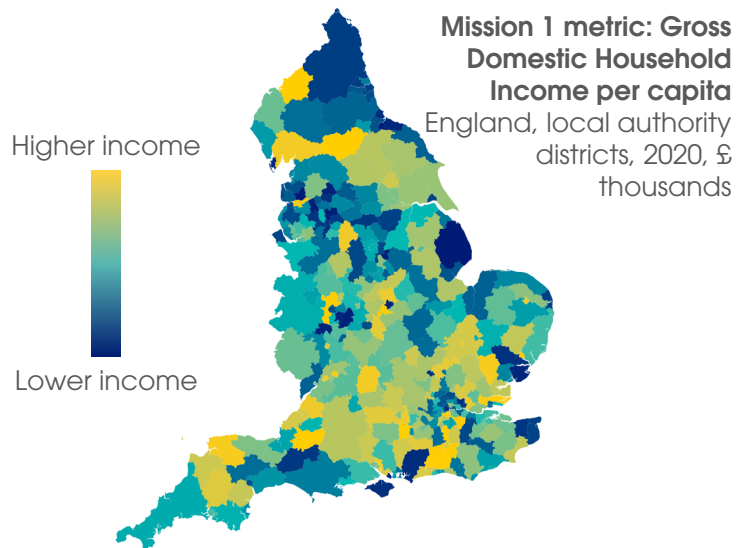 Mission 1 metric: Gross
Domestic Household
Income per capita
England, local authority
districts, 2020, £
thousands
Higher income
Lower income